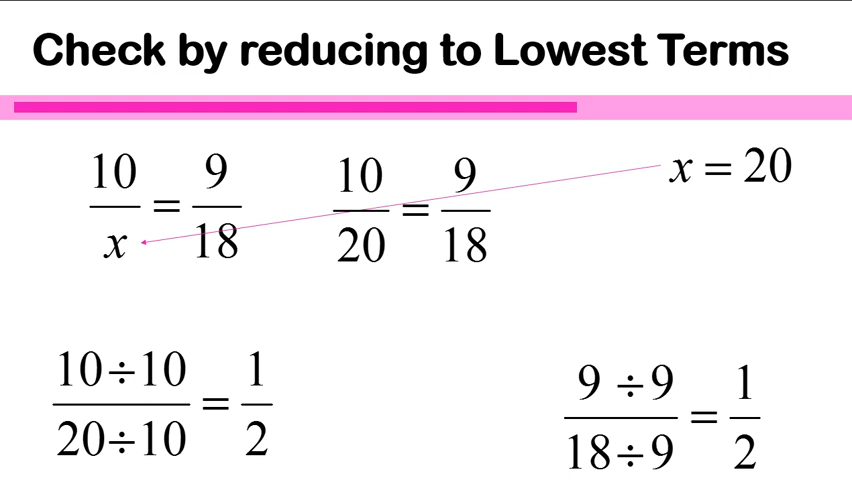 Check by reducing to Lowest Terms
10/x = 9/18
10/20 = 9/18
x = 20
10÷10/20÷10 = 1/2
9÷9/18÷9 = 1/2